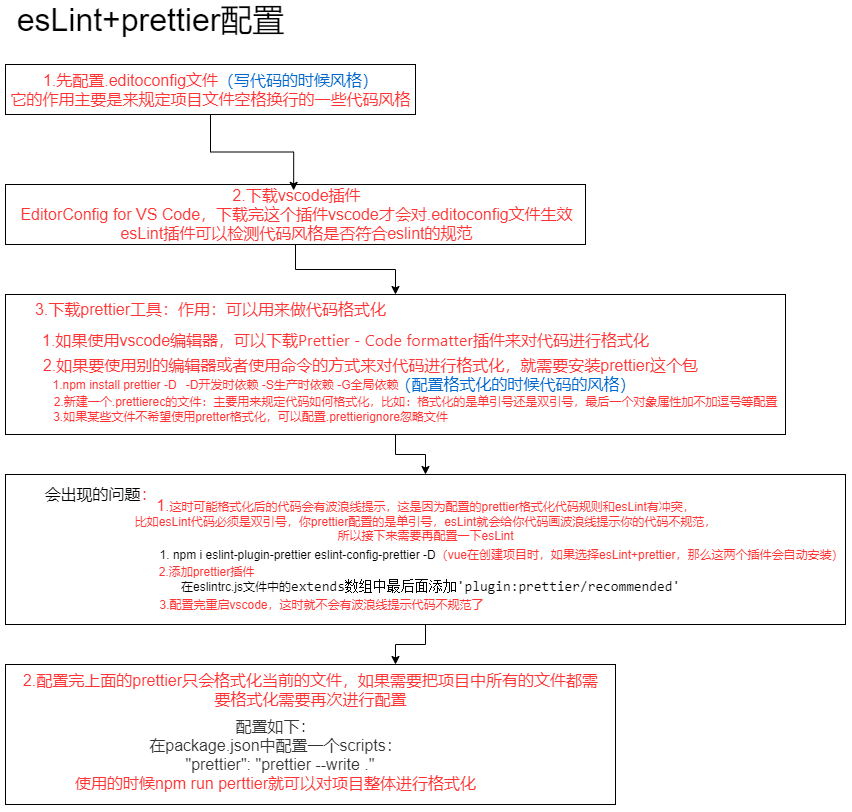 esLint+prettier配置
1.先配置.editoconfig文件（写代码的时候风格）
它的作用主要是来规定项目文件空格换行的一些代码风格
2.下载vscode插件
EditorConfig for VS Code，下载完这个插件vscode才会对.editoconfig文件生效
esLint插件可以检测代码风格是否符合eslint的规范
3.下载prettier工具：作用：可以用来做代码格式化
1.如果使用vscode编辑器，可以下载Prettier - Code formatter插件来对代码进行格式化
2.如果要使用别的编辑器或者使用命令的方式来对代码进行格式化，就需要安装prettier这个包
1.npm install prettier -D -D开发时依赖 -S生产时依赖 -G全局依赖（配置格式化的时候代码的风格）
2.新建一个.prettierec的文件：主要用来规定代码如何格式化，比如：格式化的是单引号还是双引号，最后一个对象属性加不加逗号等配置
3.如果某些文件不希望使用pretter格式化，可以配置.prettierignore忽略文件
会出现的问题：
1.这时可能格式化后的代码会有波浪线提示，这是因为配置的prettier格式化代码规则和esLint有冲突，
比如esLint代码必须是双引号，你prettier配置的是单引号，esLint就会给你代码画波浪线提示你的代码不规范，
所以接下来需要再配置一下esLint
1. npm i eslint-plugin-prettier eslint-config-prettier -D（vue在创建项目时，如果选择esLint+prettier，那么这两个插件会自动安装）
2.添加prettier插件
在eslintrc.js文件中的extends数组中最后面添加'plugin:prettier/recommended'
3.配置完重启vscode，这时就不会有波浪线提示代码不规范了
2.配置完上面的prettier只会格式化当前的文件，如果需要把项目中所有的文件都需
要格式化需要再次进行配置
配置如下：
在package.json中配置一个scripts：
"prettier": "prettier --write ."
使用的时候npm run perttier就可以对项目整体进行格式化